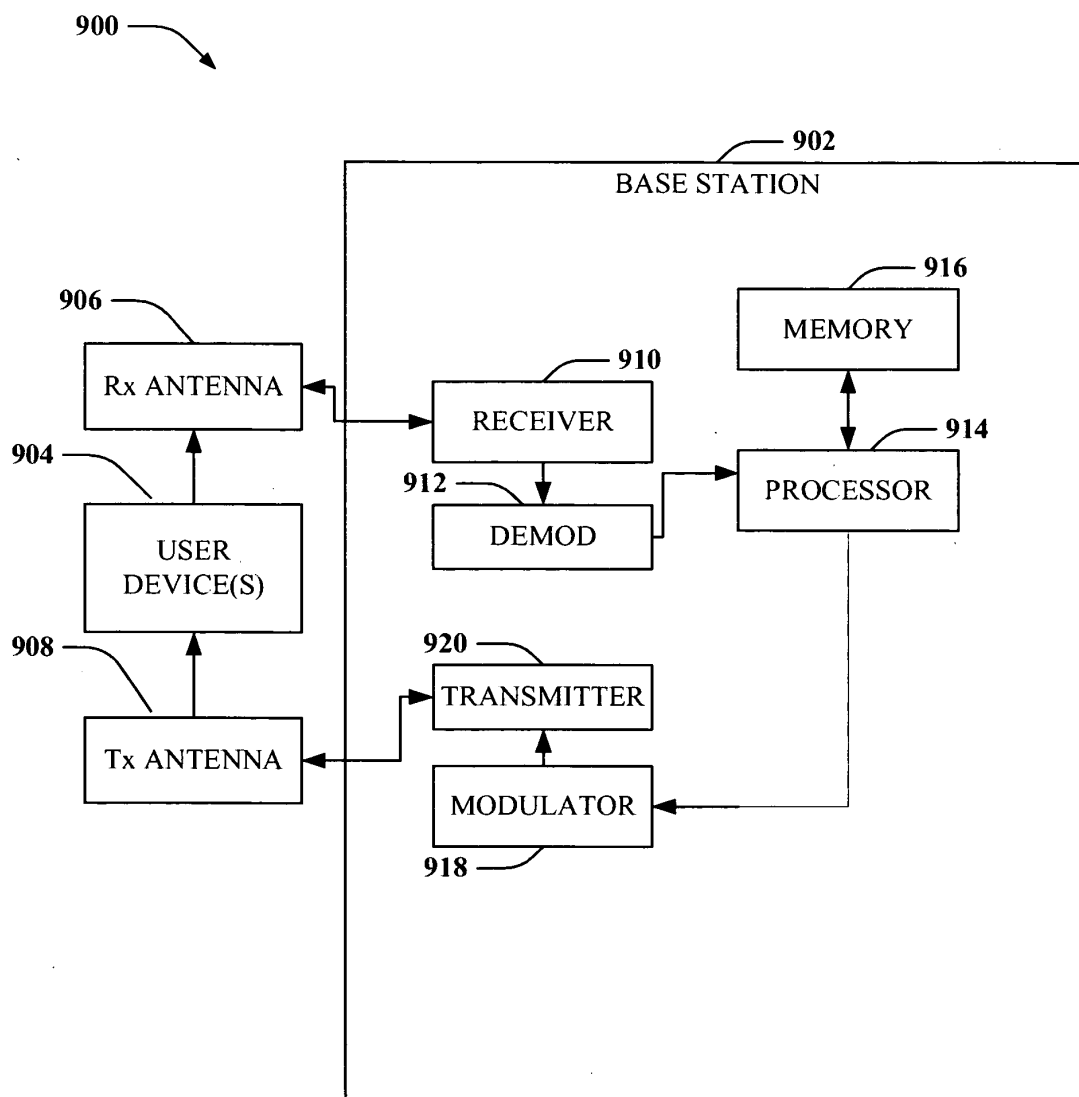 900
902
BASE STATION
916
MEMORY
906
Rx ANTENNA
910
RECEIVER
914
PROCESSOR
904
USER
DEVICE(S)
912
DEMOD
908
Tx ANTENNA
920
TRANSMITTER
MODULATOR
918